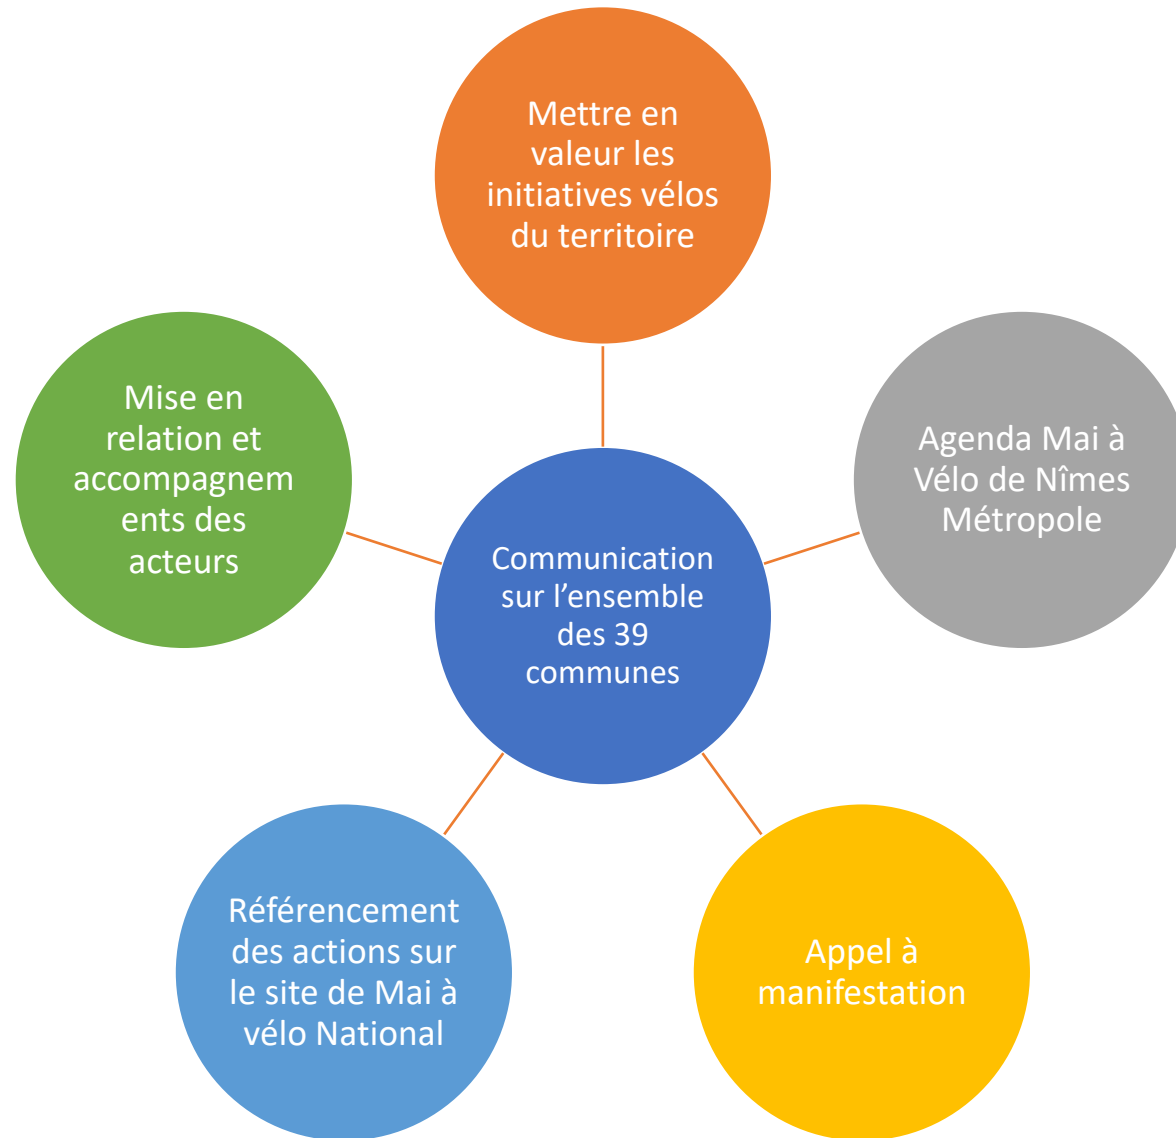 Mettre en
valeur les
initiatives vélos
du territoire
Mise en
relation et
accompagnem
ents des
acteurs
Agenda Mai à
Vélo de Nîmes
Métropole
Communication
sur l’ensemble
des 39
communes
Référencement
des actions sur
le site de Mai à
vélo National
Appel à
manifestation